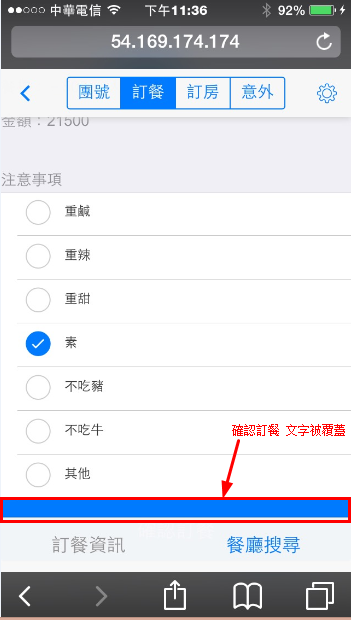 中華電信 下午11:36 92%
54.169.174.174
團號 訂餐 訂房 意外
金額：21500
注意事項
重鹹
重辣
重甜
素
不吃豬
不吃牛
確認訂餐 文字被覆蓋
其他
訂餐資訊 餐廳搜尋